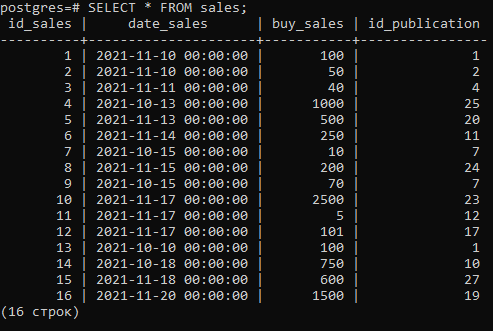 postgres=# SELECT * FROM sales;
 id_sales |     date_sales      | buy_sales | id_publication
----------+---------------------+-----------+----------------
        1 | 2021-11-10 00:00:00 |       100 |              1
        2 | 2021-11-10 00:00:00 |        50 |              2
        3 | 2021-11-11 00:00:00 |        40 |              4
        4 | 2021-10-13 00:00:00 |      1000 |             25
        5 | 2021-11-13 00:00:00 |       500 |             20
        6 | 2021-11-14 00:00:00 |       250 |             11
        7 | 2021-10-15 00:00:00 |        10 |              7
        8 | 2021-11-15 00:00:00 |       200 |             24
        9 | 2021-10-15 00:00:00 |        70 |              7
       10 | 2021-11-17 00:00:00 |      2500 |             23
       11 | 2021-11-17 00:00:00 |         5 |             12
       12 | 2021-11-17 00:00:00 |       101 |             17
       13 | 2021-10-10 00:00:00 |       100 |              1
       14 | 2021-10-18 00:00:00 |       750 |             10
       15 | 2021-11-18 00:00:00 |       600 |             27
       16 | 2021-11-20 00:00:00 |      1500 |             19
(16 строк)